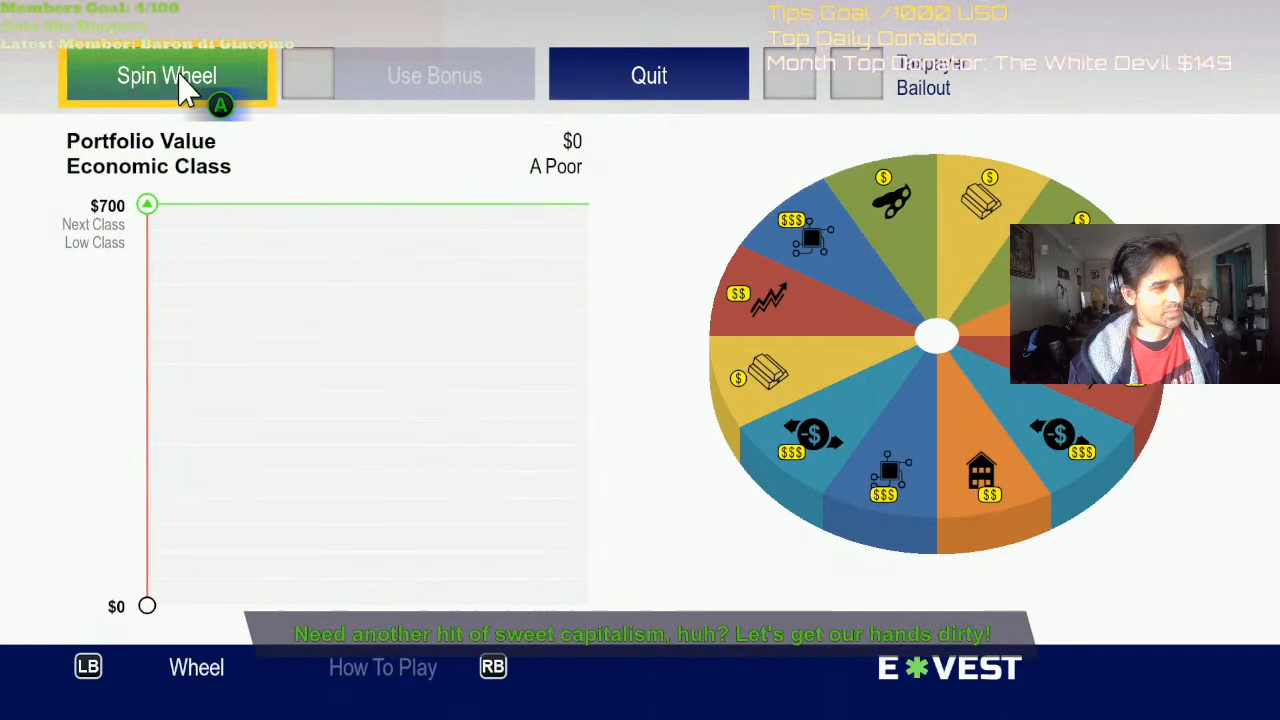 Members Goal: 4/100
Latest Member: Baron di Giacomo
Tips Goal /1000 USD
Top Daily Donation:
Month Top Donator: The White Devil $149
Spin Wheel
A
Use Bonus
Quit
Taxpayer
Bailout
Portfolio Value $0
Economic Class A Poor
$700
Next Class
Low Class
$0
$
$
$
$$$
$$
$
-$
$$$
$$$
$$
-$
$$$
Need another hit of sweet capitalism, huh? Let's get our hands dirty!
LB Wheel How To Play RB
E*VEST